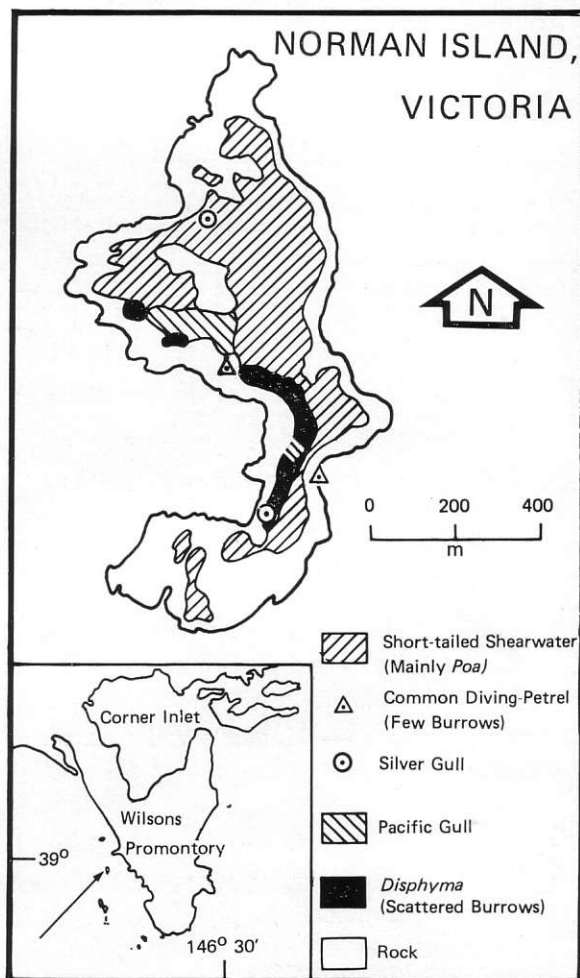 NORMAN ISLAND,
VICTORIA
N
0 200 400
m
Short-tailed Shearwater
(Mainly Poa)
Common Diving-Petrel
(Few Burrows)
Silver Gull
Pacific Gull
Disphyma
(Scattered Burrows)
Rock
Corner Inlet
Wilsons
Promontory
39°
146° 30'